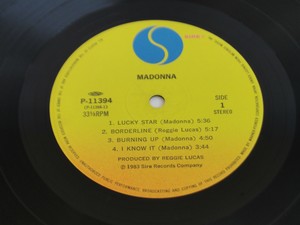 MADONNA
P-11394
33⅓RPM
SIDE
1
STEREO
1. LUCKY STAR (Madonna) 5:36
2. BORDERLINE (Reggie Lucas) 5:17
3. BURNING UP (Madonna) 4:50
4. I KNOW IT (Madonna) 3:44
PRODUCED BY REGGIE LUCAS
℗ 1983 Sire Records Company